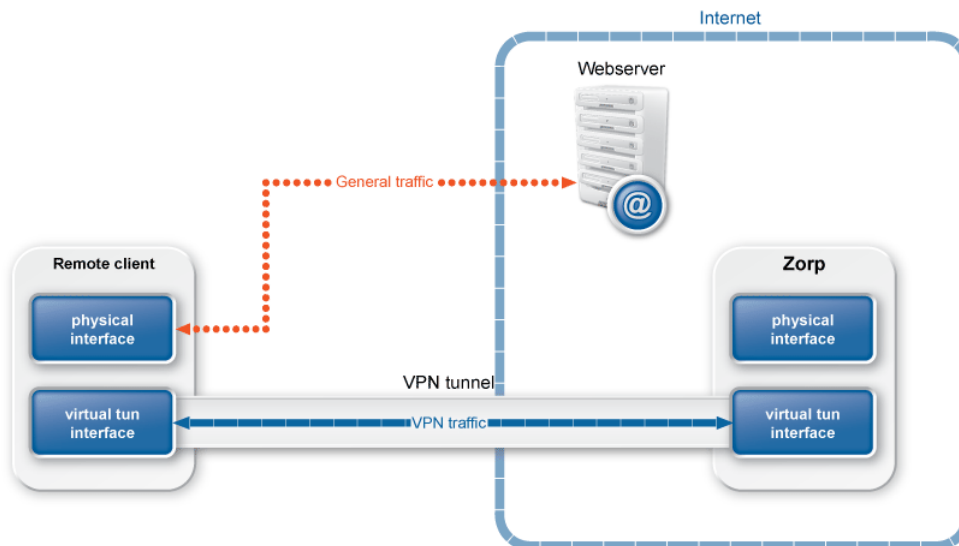 Internet
Webserver
@
General traffic
Remote client
physical
interface
virtual tun
interface
VPN tunnel
VPN traffic
Zorp
physical
interface
virtual tun
interface